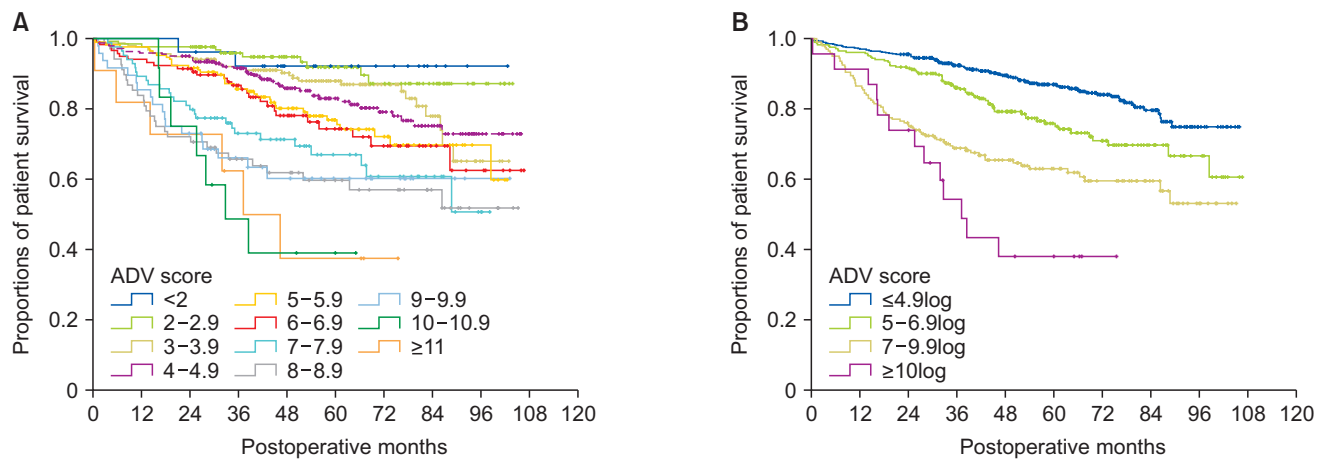 A
Proportions of patient survival
1.0
0.8
0.6
0.4
0.2
0
ADV score
<2
2−2.9
3−3.9
4−4.9
5−5.9
6−6.9
7−7.9
8−8.9
9−9.9
10−10.9
≥11
0 12 24 36 48 60 72 84 96 108 120
Postoperative months
B
Proportions of patient survival
1.0
0.8
0.6
0.4
0.2
0
ADV score
≤4.9log
5−6.9log
7−9.9log
≥10log
0 12 24 36 48 60 72 84 96 108 120
Postoperative months